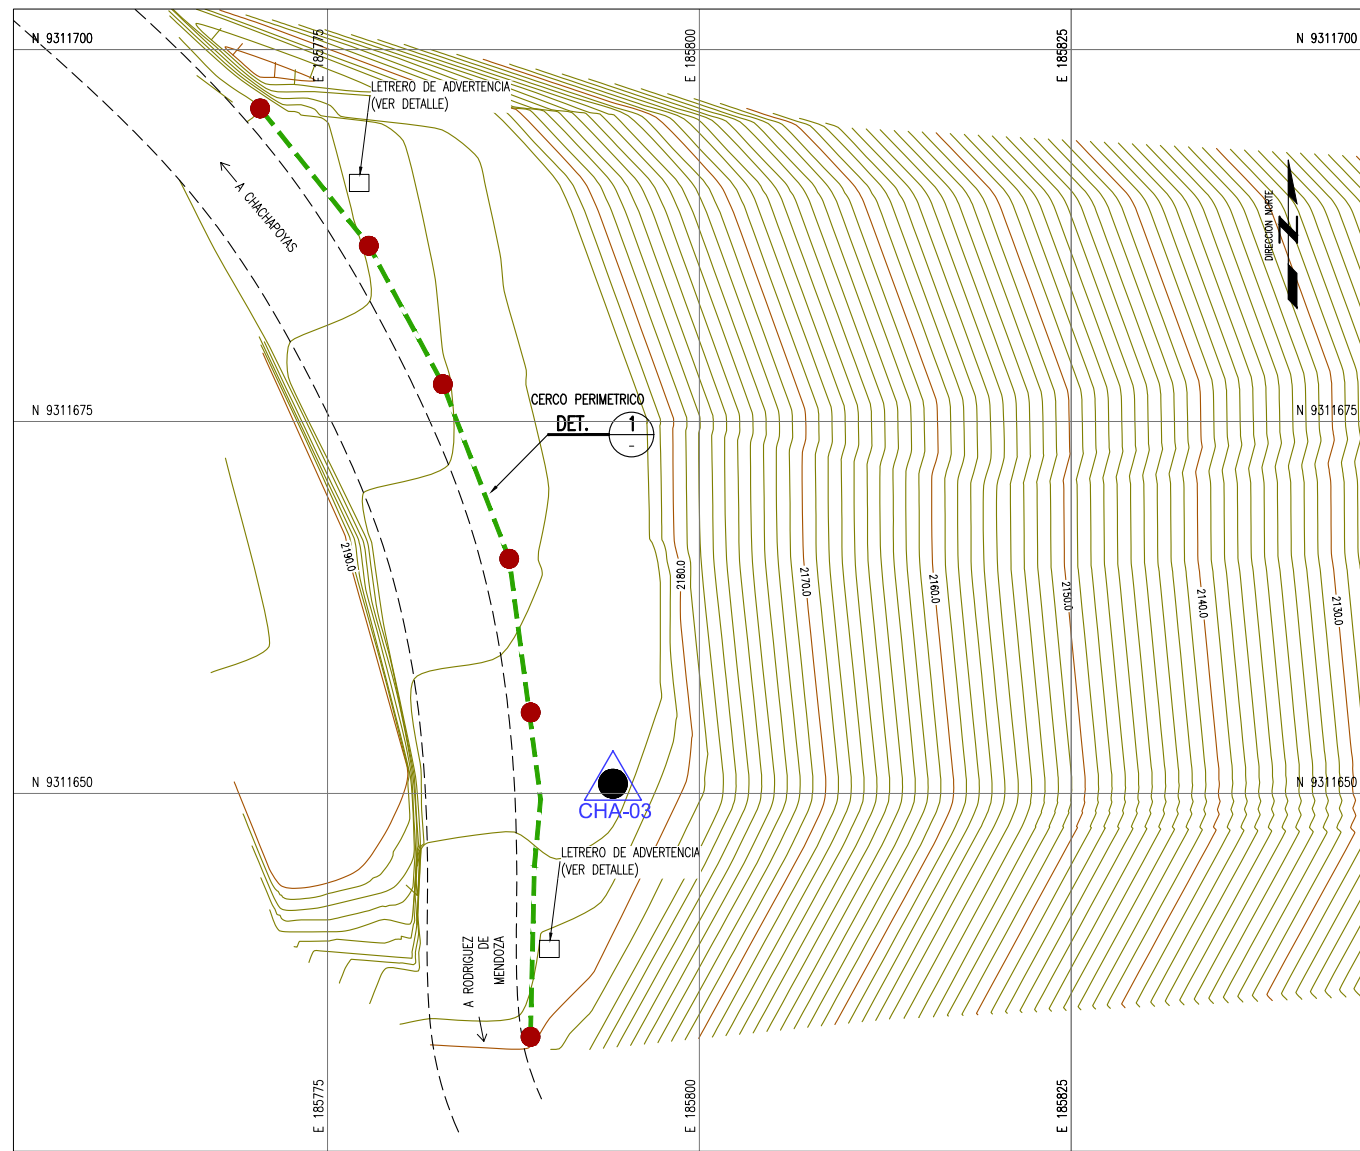 N 9311700
N 9311700
E 185775
E 185800
E 185825
LETRERO DE ADVERTENCIA
(VER DETALLE)
A CHACHAPOYAS
DIRECCION NORTE
N
CERCO PERIMETRICO
DET.
1
-
N 9311675
N 9311675
2190.0
2180.0
2170.0
2160.0
2150.0
2140.0
2130.0
N 9311650
N 9311650
CHA-03
LETRERO DE ADVERTENCIA
(VER DETALLE)
A RODRIGUEZ
DE
MENDOZA
E 185775
E 185800
E 185825